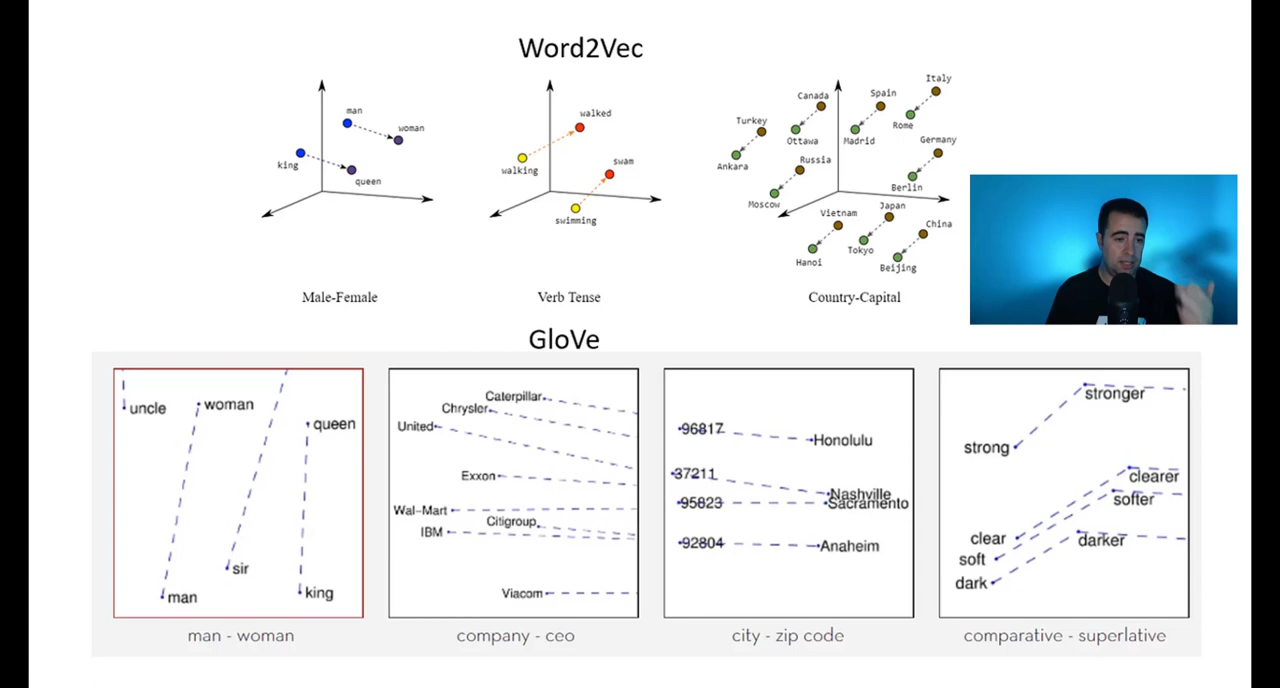 Word2Vec
man
woman
king
queen
Male-Female
walked
swam
walking
swimming
Verb Tense
Italy
Canada
Spain
Turkey
Ottawa
Madrid
Rome
Germany
Ankara
Russia
Berlin
Moscow
Vietnam
Japan
China
Hanoi
Tokyo
Beijing
Country-Capital
GloVe
uncle
woman
queen
sir
man
king
man - woman
Caterpillar
Chrysler
United
Exxon
Wal-Mart
Citigroup
IBM
Viacom
company - ceo
96817
Honolulu
37211
Nashville
95823
Sacramento
92804
Anaheim
city - zip code
stronger
strong
clearer
softer
clear
darker
soft
dark
comparative - superlative